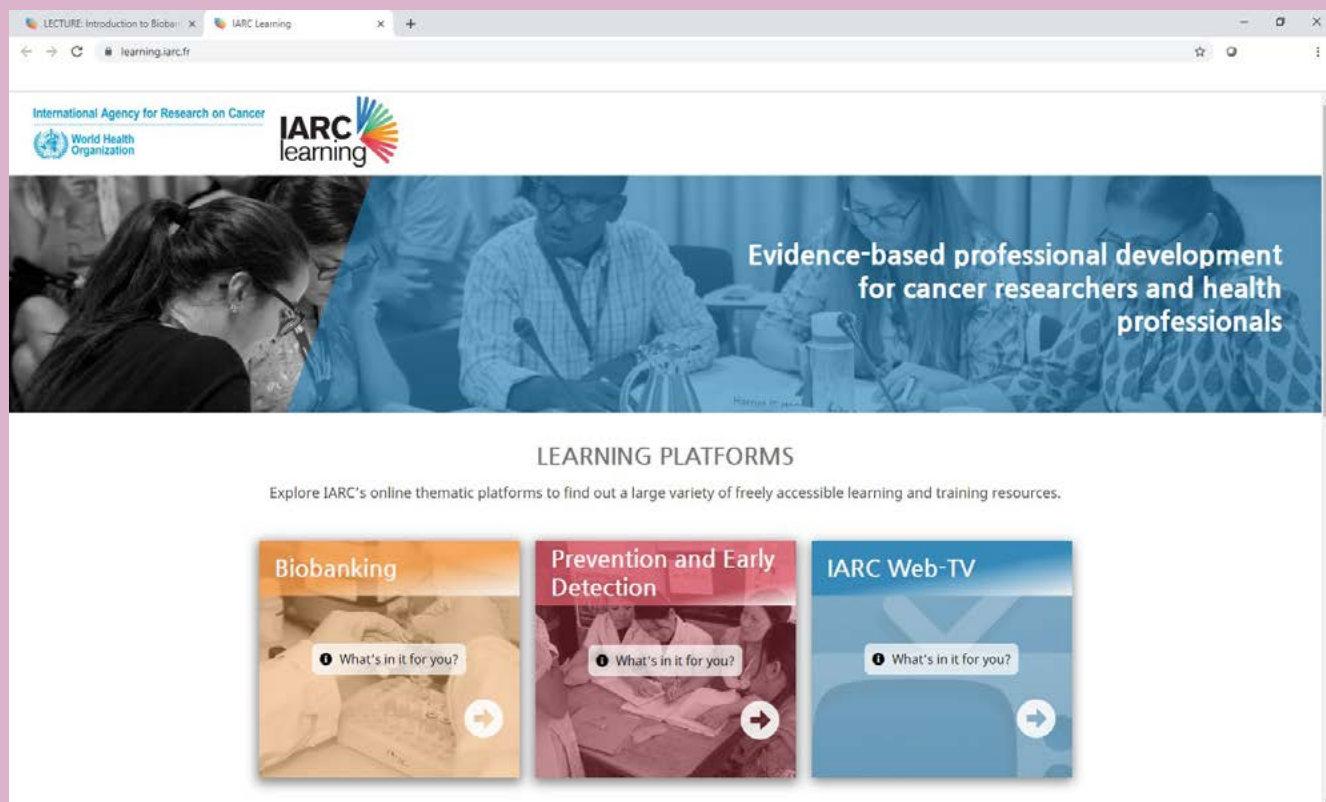 LECTURE: Introduction to Bioban
IARC Learning
learning.iarc.fr
International Agency for Research on Cancer
World Health
Organization
IARC
learning
Evidence-based professional development
for cancer researchers and health
professionals
LEARNING PLATFORMS
Explore IARC's online thematic platforms to find out a large variety of freely accessible learning and training resources.
Biobanking
What's in it for you?
Prevention and Early
Detection
What's in it for you?
IARC Web-TV
What's in it for you?